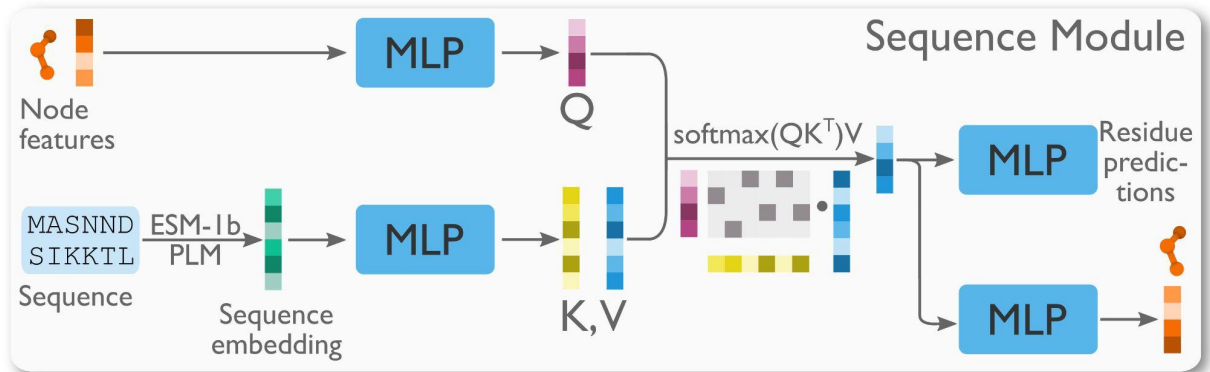 Sequence Module
MLP
Node
features
Q
softmax(QKᵀ)V
MLP
Residue
predic-
tions
MASNND
SIKKTL
ESM-1b
PLM
MLP
Sequence
Sequence
embedding
K, V
MLP